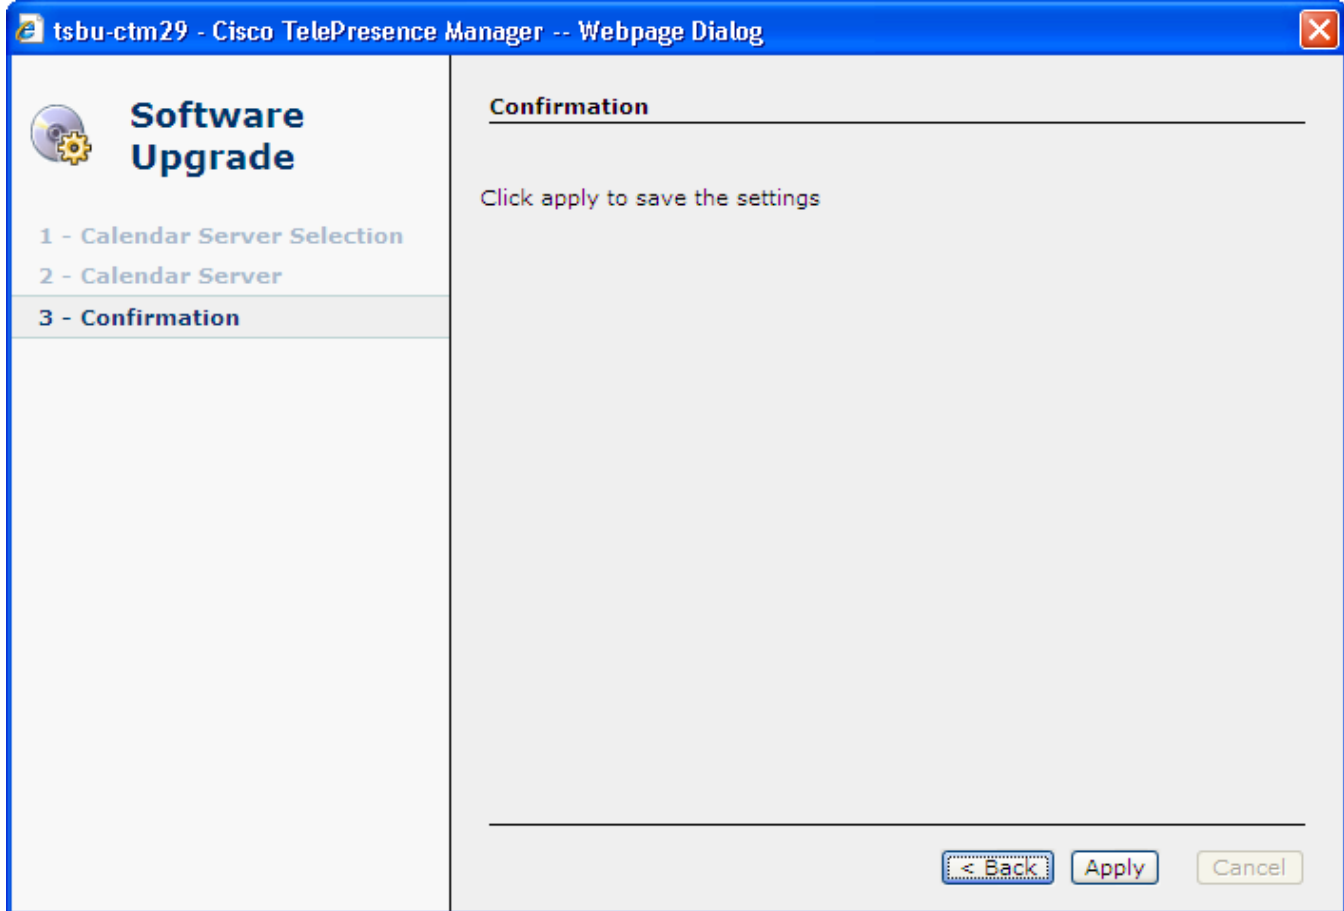 tsbu-ctm29 - Cisco TelePresence Manager -- Webpage Dialog
Software
Upgrade
1 - Calendar Server Selection
2 - Calendar Server
3 - Confirmation
Confirmation
Click apply to save the settings
< Back
Apply
Cancel